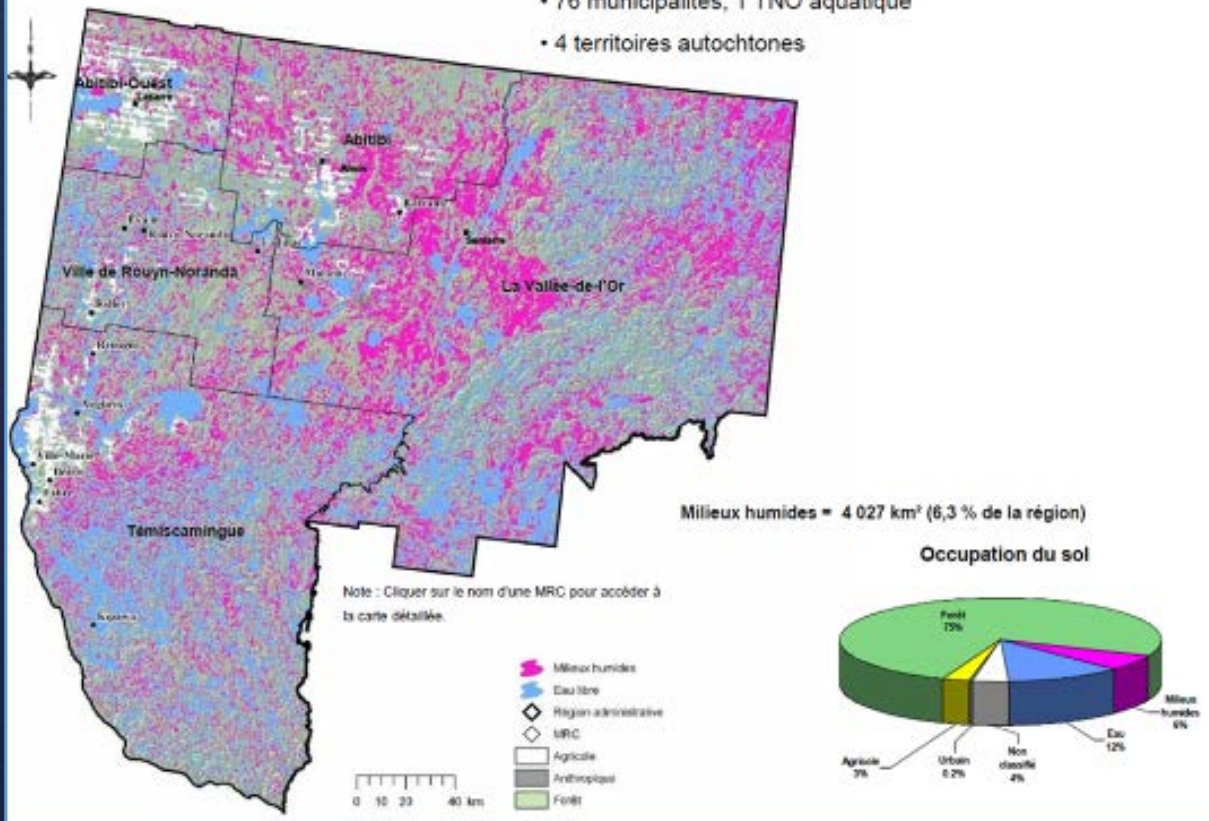 • 76 municipalités, 1 TNO aquatique
• 4 territoires autochtones
Abitibi-Ouest
Abitibi
Senneterre
Ville de Rouyn-Noranda
La Vallée-de-l'Or
Ville-Marie
Témiscamingue
Milieux humides = 4 027 km² (6,3 % de la région)
Occupation du sol
Note : Cliquer sur le nom d'une MRC pour accéder à
la carte détaillée.
Forêt
75%
Milieux
humides
6%
Eau
12%
Non
classifié
4%
Urbain
0.2%
Agricole
3%
Milieux humides
Eau libre
Région administrative
MRC
Agricole
Anthropique
Forêt
0 10 20 40 km